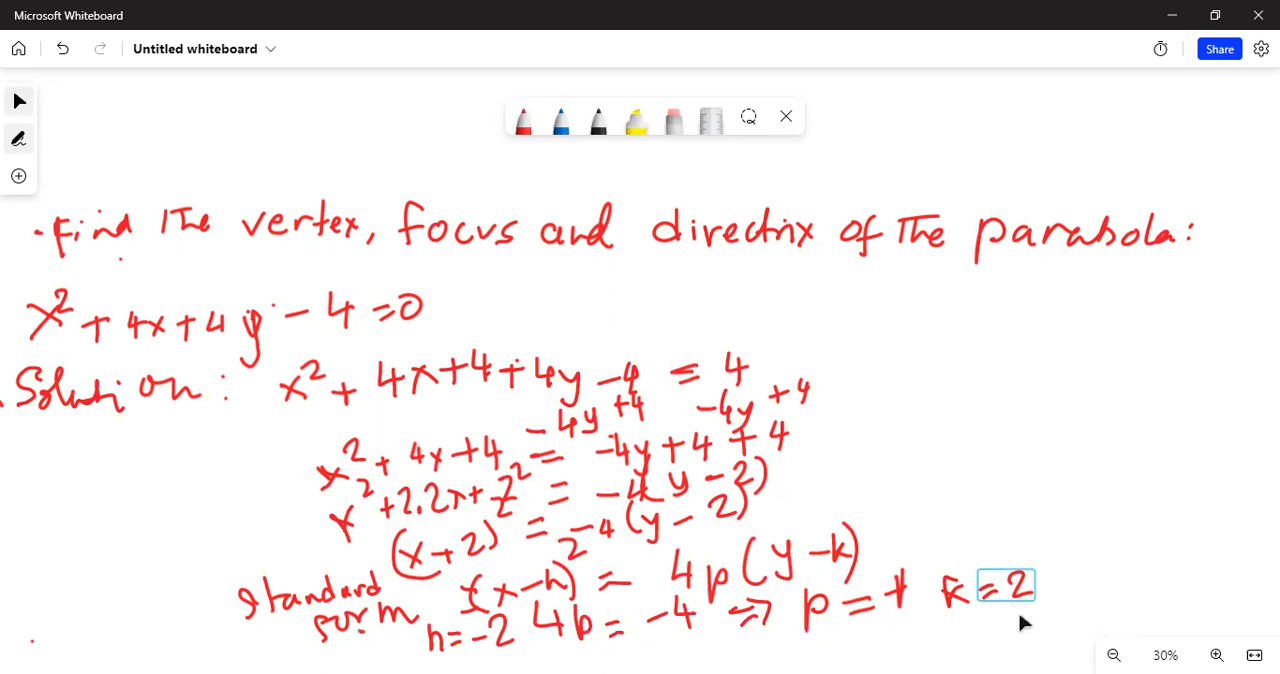 Microsoft Whiteboard
Untitled whiteboard
Share
. Find The vertex, focus and directrix of The parabola:
x² + 4x + 4y - 4 = 0
. Solution: x² + 4x + 4 + 4y - 4 = 4
- 4y + 4 - 4y + 4
x² + 4x + 4 = -4y + 4 + 4
x² + 2.2x + 2² = -4( y - 2)
(x + 2)² = -4 (y - 2)
standard form (x - h)² = 4p (y - k)
h = -2 4p = -4 => p = -1 k = 2
30%